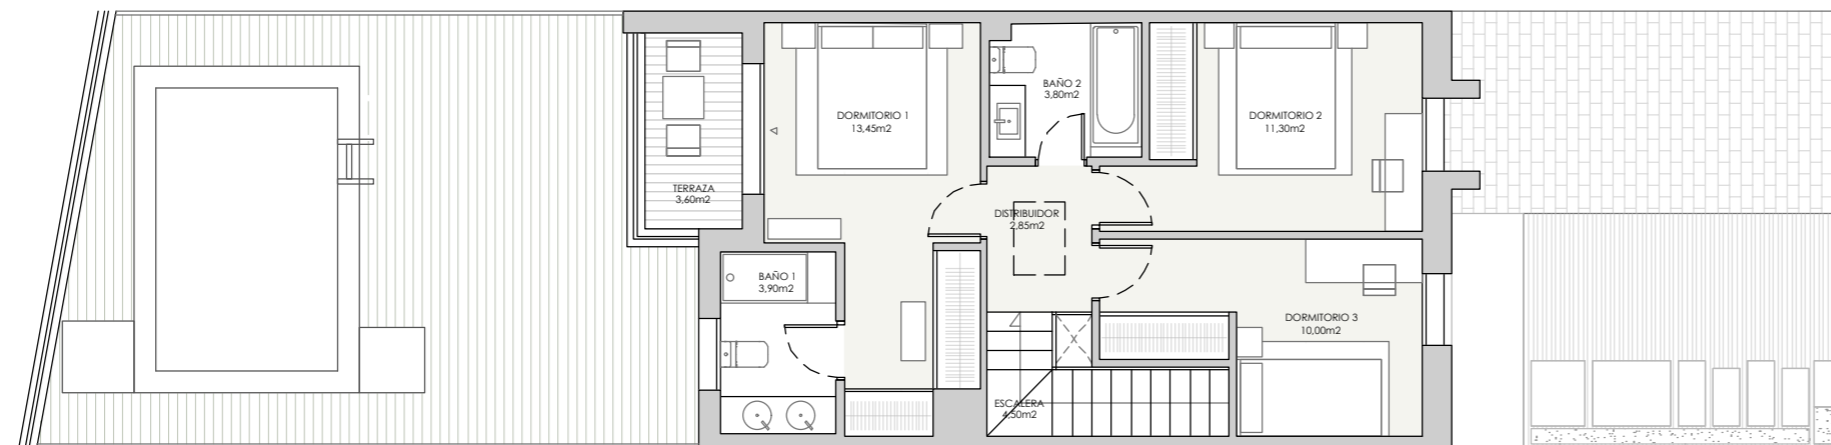 DORMITORIO 1
13,45m2
BAÑO 2
3,80m2
DORMITORIO 2
11,30m2
TERRAZA
3,60m2
DISTRIBUIDOR
2,85m2
BAÑO 1
3,90m2
DORMITORIO 3
10,00m2
ESCALERA
4,50m2